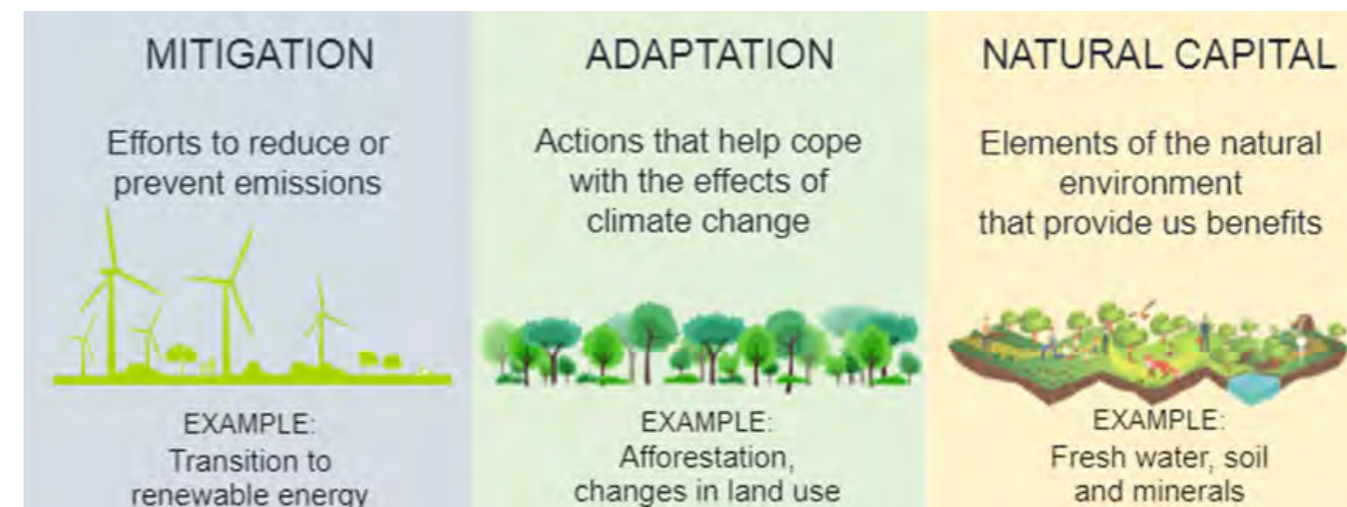 MITIGATION
Efforts to reduce or
prevent emissions
EXAMPLE:
Transition to
renewable energy
ADAPTATION
Actions that help cope
with the effects of
climate change
EXAMPLE:
Afforestation,
changes in land use
NATURAL CAPITAL
Elements of the natural
environment
that provide us benefits
EXAMPLE:
Fresh water, soil
and minerals